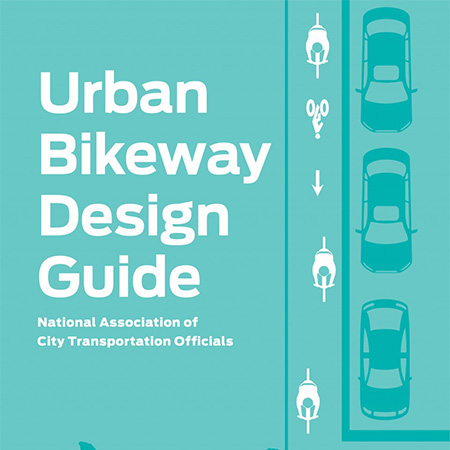 Urban
Bikeway
Design
Guide
National Association of
City Transportation Officials